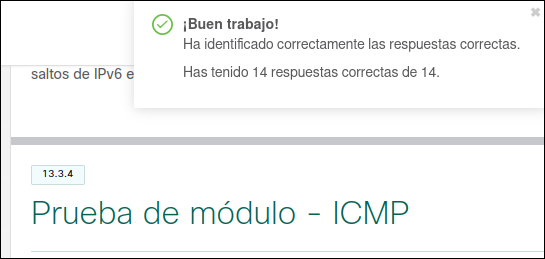 ¡Buen trabajo!
Ha identificado correctamente las respuestas correctas.
Has tenido 14 respuestas correctas de 14.
saltos de IPv6 e
13.3.4
Prueba de módulo - ICMP